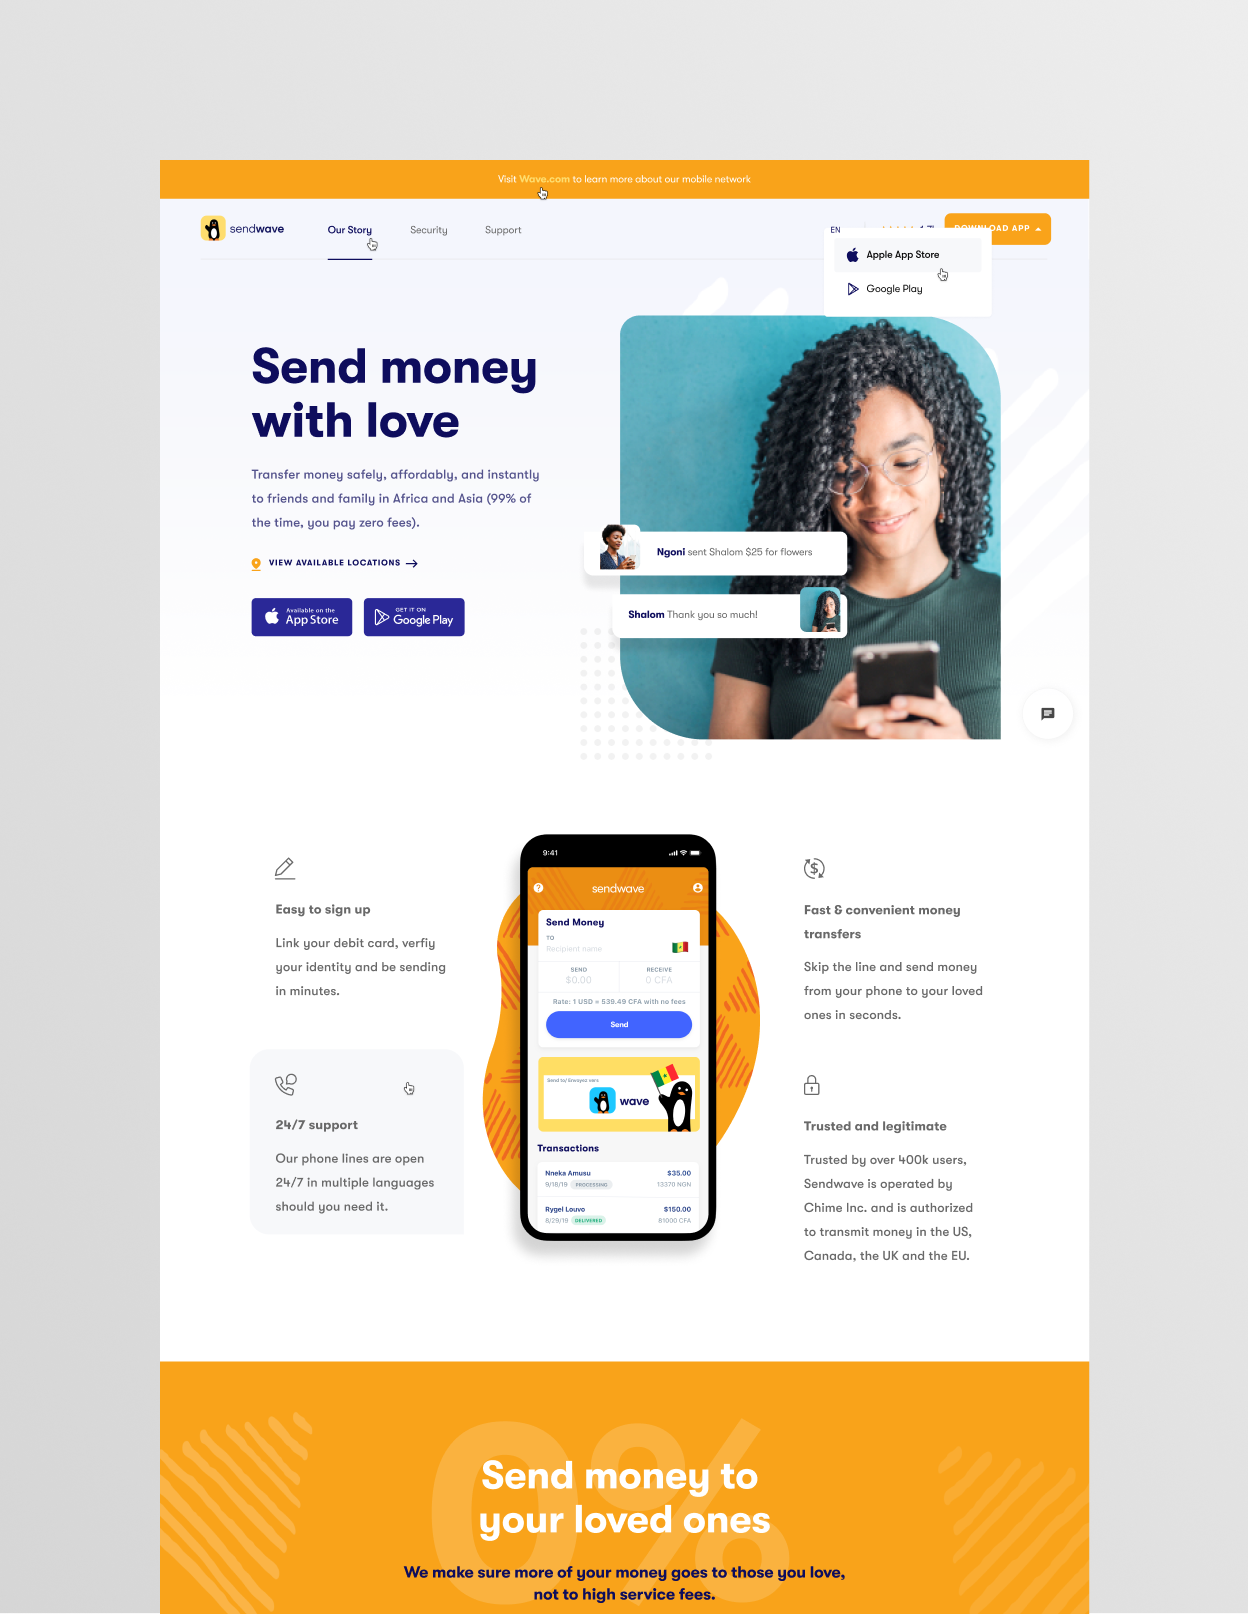 Visit Wave.com to learn more about our mobile network
sendwave
Our Story
Security
Support
EN
DOWNLOAD APP
Apple App Store
Google Play
Send money
with love
Transfer money safely, affordably, and instantly
to friends and family in Africa and Asia (99% of
the time, you pay zero fees).
VIEW AVAILABLE LOCATIONS
Available on the
App Store
GET IT ON
Google Play
Ngoni sent Shalom $25 for flowers
Shalom Thank you so much!
Easy to sign up
Link your debit card, verfiy
your identity and be sending
in minutes.
24/7 support
Our phone lines are open
24/7 in multiple languages
should you need it.
9:41
sendwave
Send Money
TO
Recipient name
SEND
RECEIVE
$0.00
0 CFA
Rate: 1 USD = 539.49 CFA with no fees
Send
Send to/ Envoyez vers
wave
Transactions
Nneka Amusu
$35.00
9/18/19 PROCESSING
13370 NGN
Rygel Louvo
$150.00
8/29/19 DELIVERED
81000 CFA
Fast & convenient money
transfers
Skip the line and send money
from your phone to your loved
ones in seconds.
Trusted and legitimate
Trusted by over 400k users,
Sendwave is operated by
Chime Inc. and is authorized
to transmit money in the US,
Canada, the UK and the EU.
0%
Send money to
your loved ones
We make sure more of your money goes to those you love,
not to high service fees.